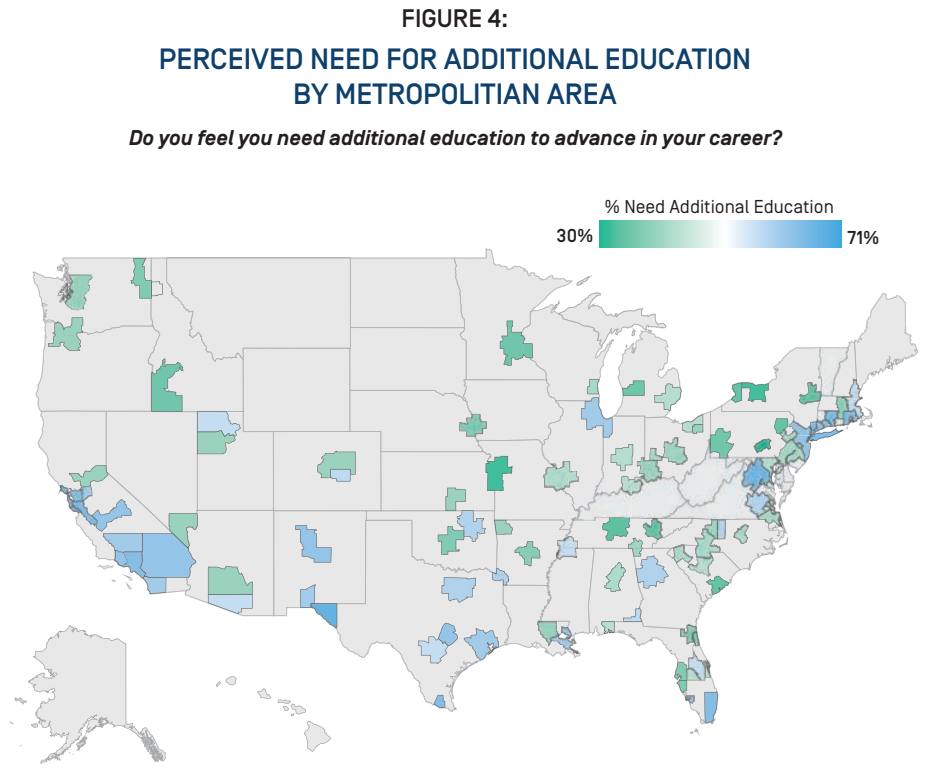 FIGURE 4:
PERCEIVED NEED FOR ADDITIONAL EDUCATION
BY METROPOLITIAN AREA
Do you feel you need additional education to advance in your career?
% Need Additional Education
30% 71%